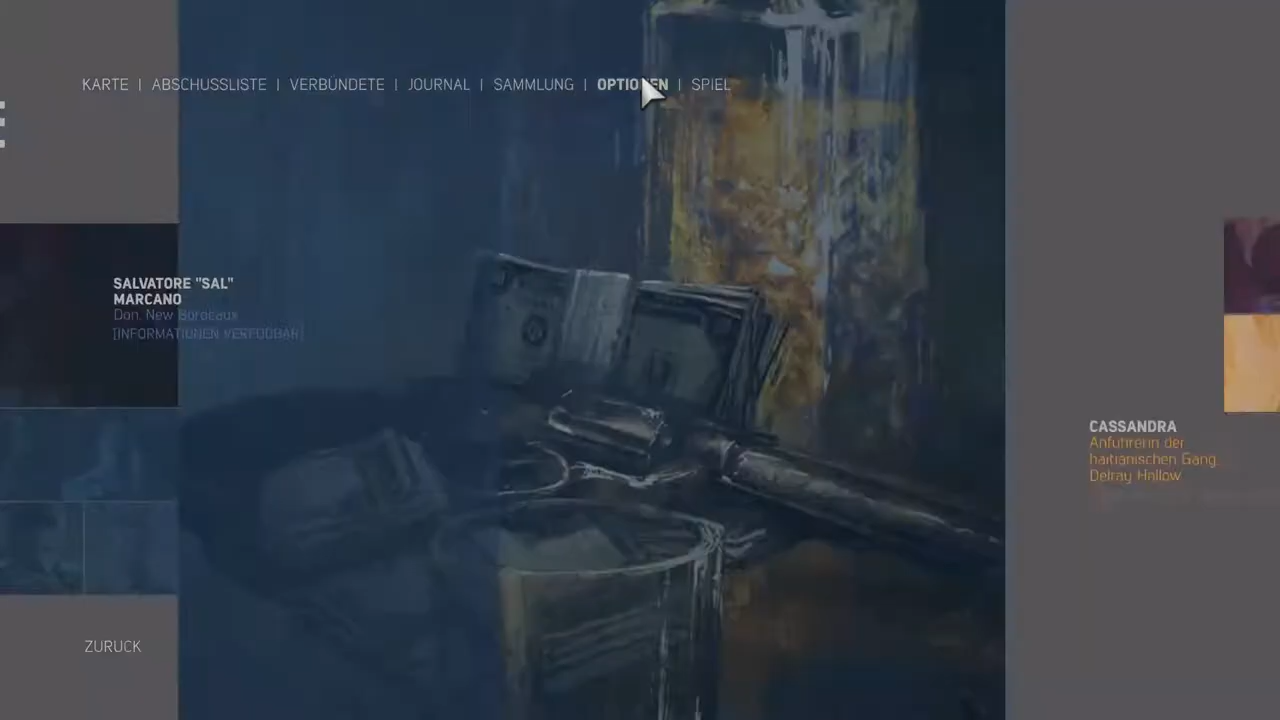 KARTE | ABSCHUSSLISTE | VERBÜNDETE | JOURNAL | SAMMLUNG | OPTIONEN | SPIEL
SALVATORE "SAL"
MARCANO
Don, New Bordeaux
[INFORMATIONEN VERFÜGBAR]
CASSANDRA
Anführerin der
haitianischen Gang,
Delray Hollow
ZURÜCK